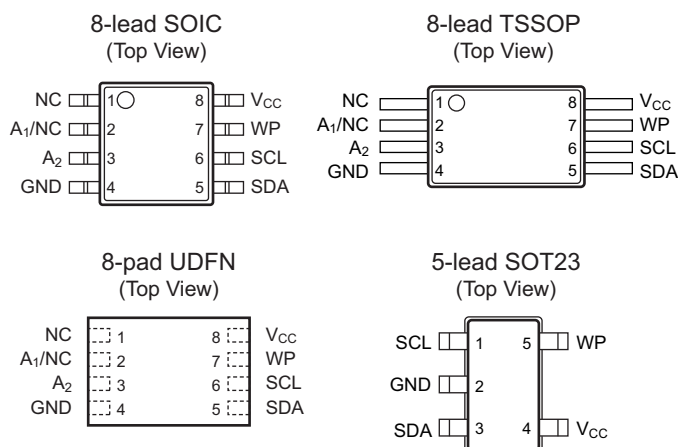 8-lead SOIC
(Top View)
NC 1 8 VCC
A1/NC 2 7 WP
A2 3 6 SCL
GND 4 5 SDA
8-lead TSSOP
(Top View)
NC 1 8 VCC
A1/NC 2 7 WP
A2 3 6 SCL
GND 4 5 SDA
8-pad UDFN
(Top View)
NC 1 8 VCC
A1/NC 2 7 WP
A2 3 6 SCL
GND 4 5 SDA
5-lead SOT23
(Top View)
SCL 1 5 WP
GND 2
SDA 3 4 VCC